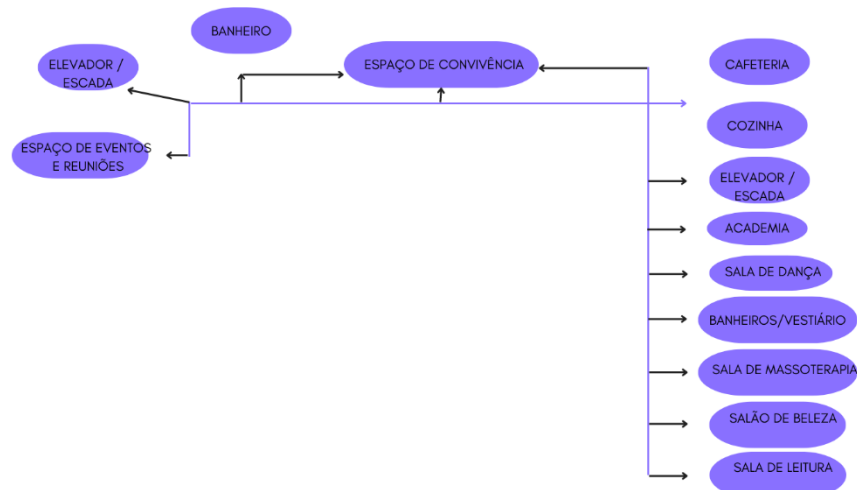 BANHEIRO
ELEVADOR /
ESCADA
ESPAÇO DE CONVIVÊNCIA
CAFETERIA
ESPAÇO DE EVENTOS
E REUNIÕES
COZINHA
ELEVADOR /
ESCADA
ACADEMIA
SALA DE DANÇA
BANHEIROS/VESTIÁRIO
SALA DE MASSOTERAPIA
SALÃO DE BELEZA
SALA DE LEITURA